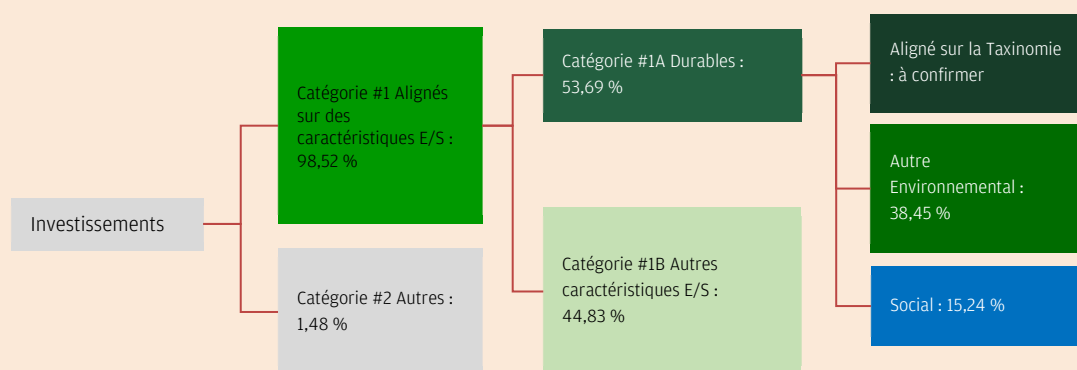 Investissements
Catégorie #1 Alignés
sur des
caractéristiques E/S :
98,52 %
Catégorie #2 Autres :
1,48 %
Catégorie #1A Durables :
53,69 %
Catégorie #1B Autres
caractéristiques E/S :
44,83 %
Aligné sur la Taxinomie
: à confirmer
Autre
Environnemental :
38,45 %
Social : 15,24 %